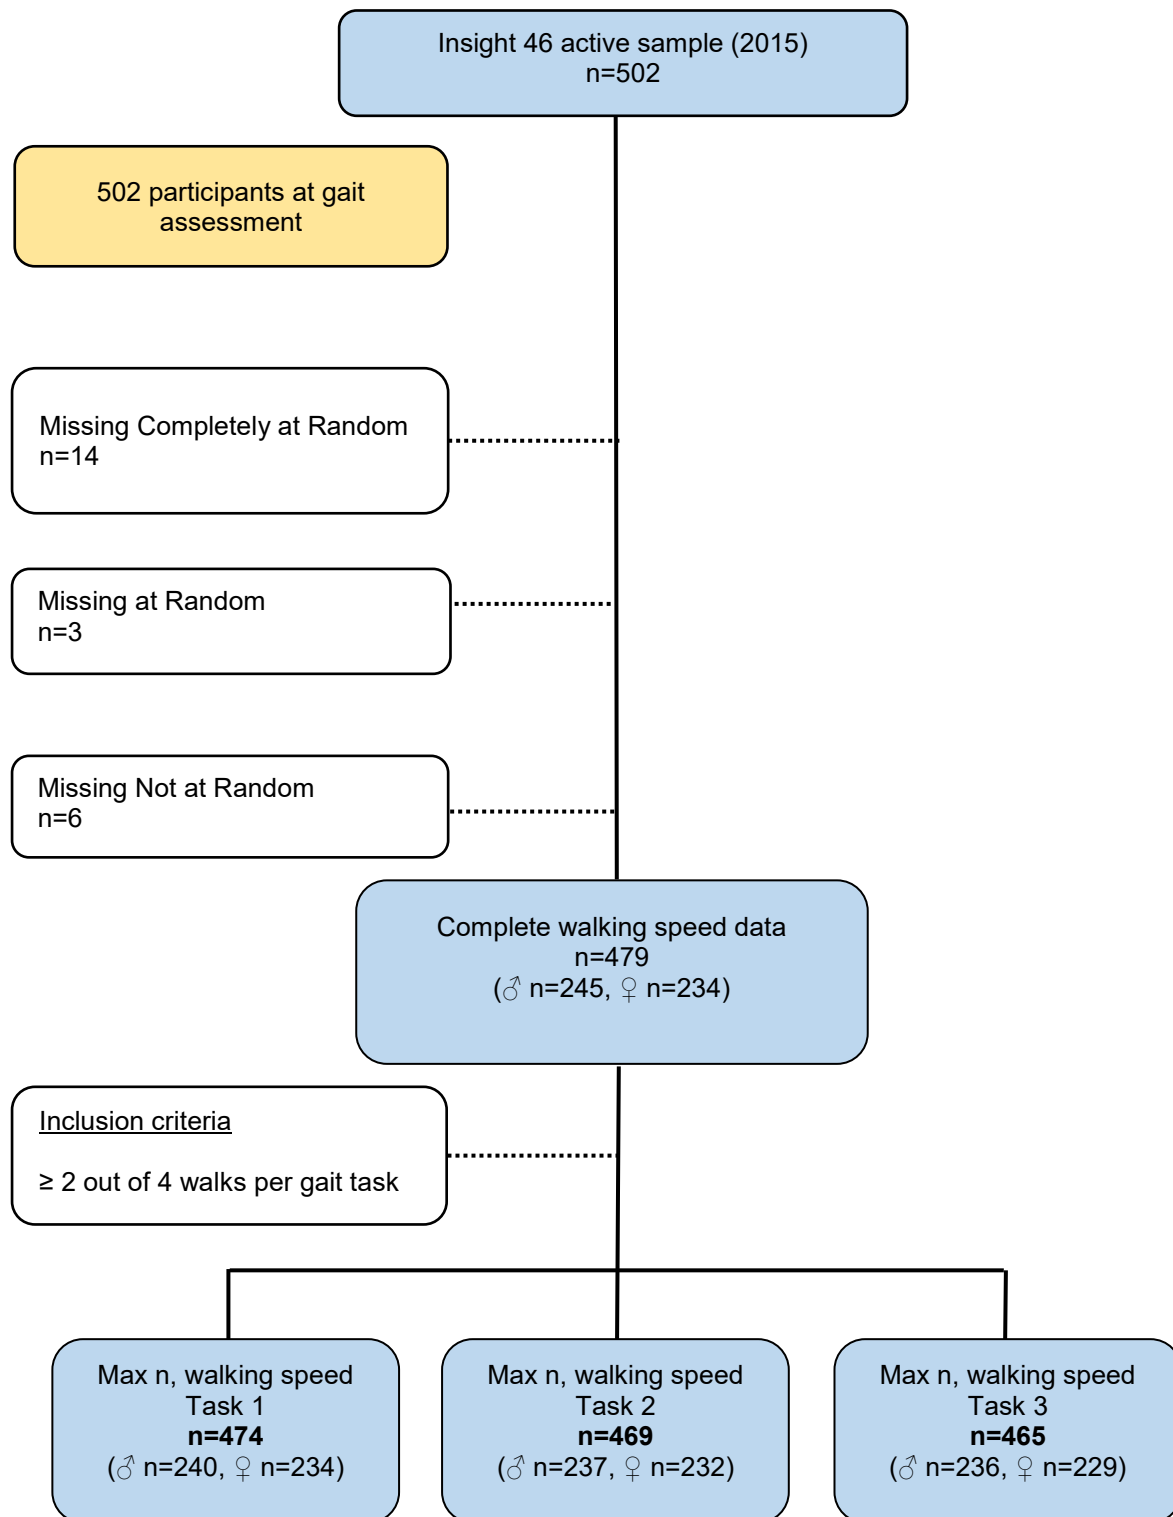 Insight 46 active sample (2015)
n=502
502 participants at gait
assessment
Missing Completely at Random
n=14
Missing at Random
n=3
Missing Not at Random
n=6
Complete walking speed data
n=479
(♂ n=245, ♀ n=234)
Inclusion criteria
≥ 2 out of 4 walks per gait task
Max n, walking speed
Task 1
n=474
(♂ n=240, ♀ n=234)
Max n, walking speed
Task 2
n=469
(♂ n=237, ♀ n=232)
Max n, walking speed
Task 3
n=465
(♂ n=236, ♀ n=229)